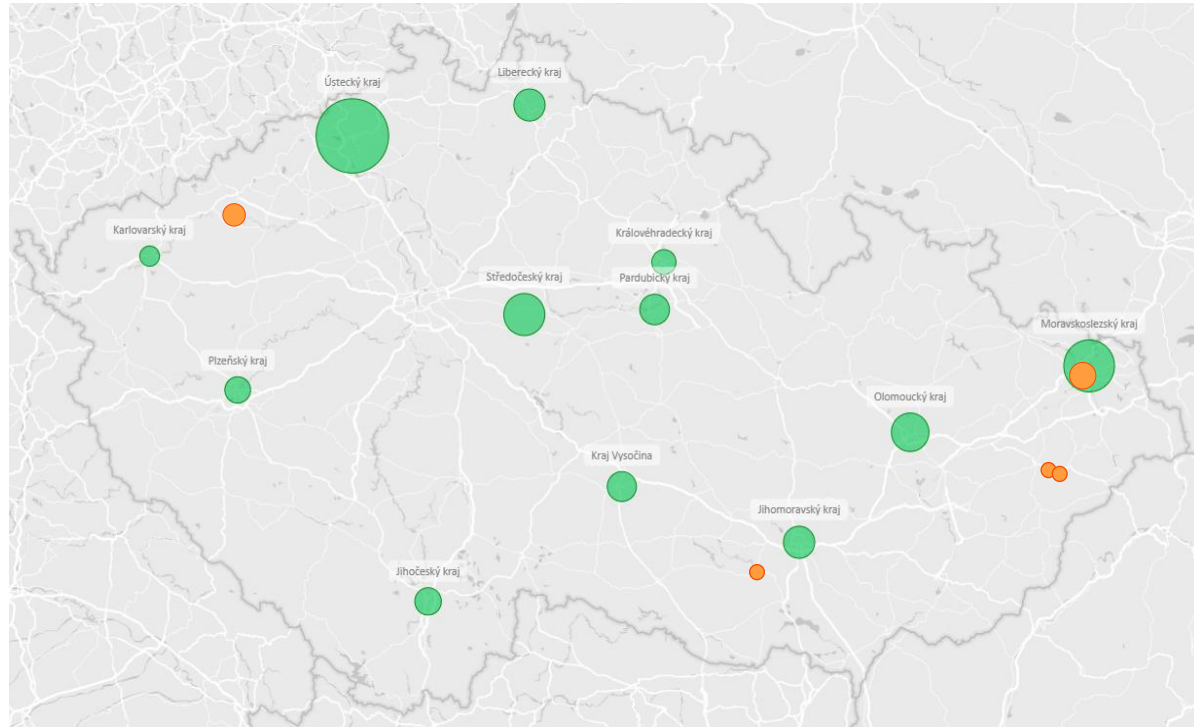 Liberecký kraj
Ústecký kraj
Karlovarský kraj
Královéhradecký kraj
Středočeský kraj
Pardubický kraj
Moravskoslezský kraj
Plzeňský kraj
Olomoucký kraj
Kraj Vysočina
Jihomoravský kraj
Jihočeský kraj